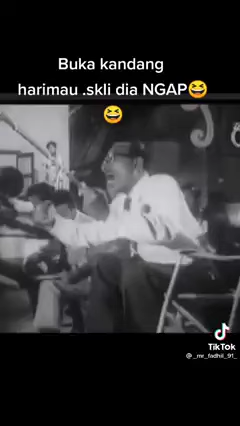 Buka kandang
harimau .skli dia NGAP😆
😆
TikTok
@_mr_fadhil_91_